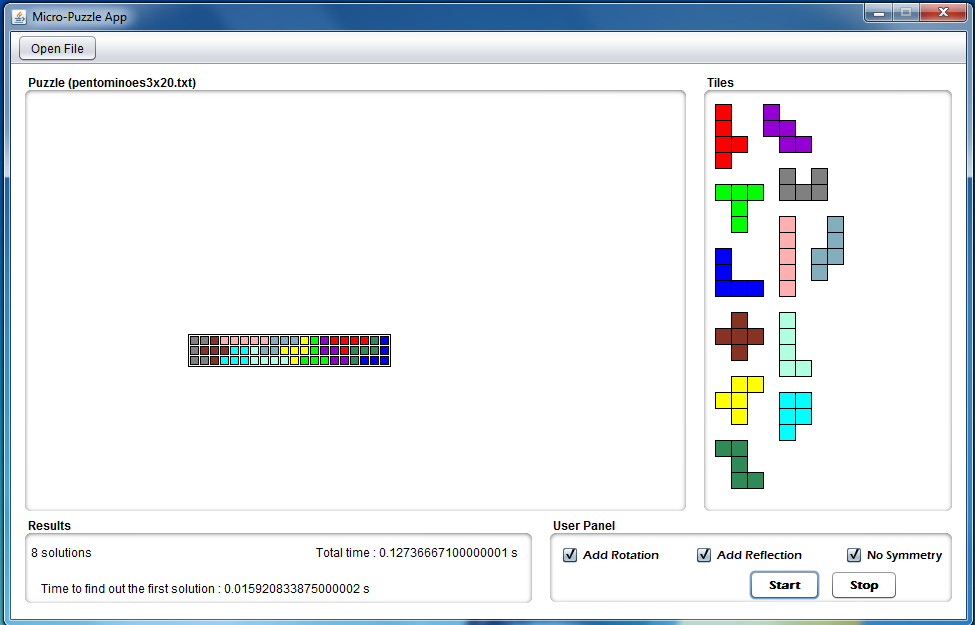 Micro-Puzzle App
Open File
Puzzle (pentominoes3x20.txt)
Tiles
Results
8 solutions
Total time : 0.12736667100000001 s
Time to find out the first solution : 0.015920833875000002 s
User Panel
Add Rotation
Add Reflection
No Symmetry
Start
Stop